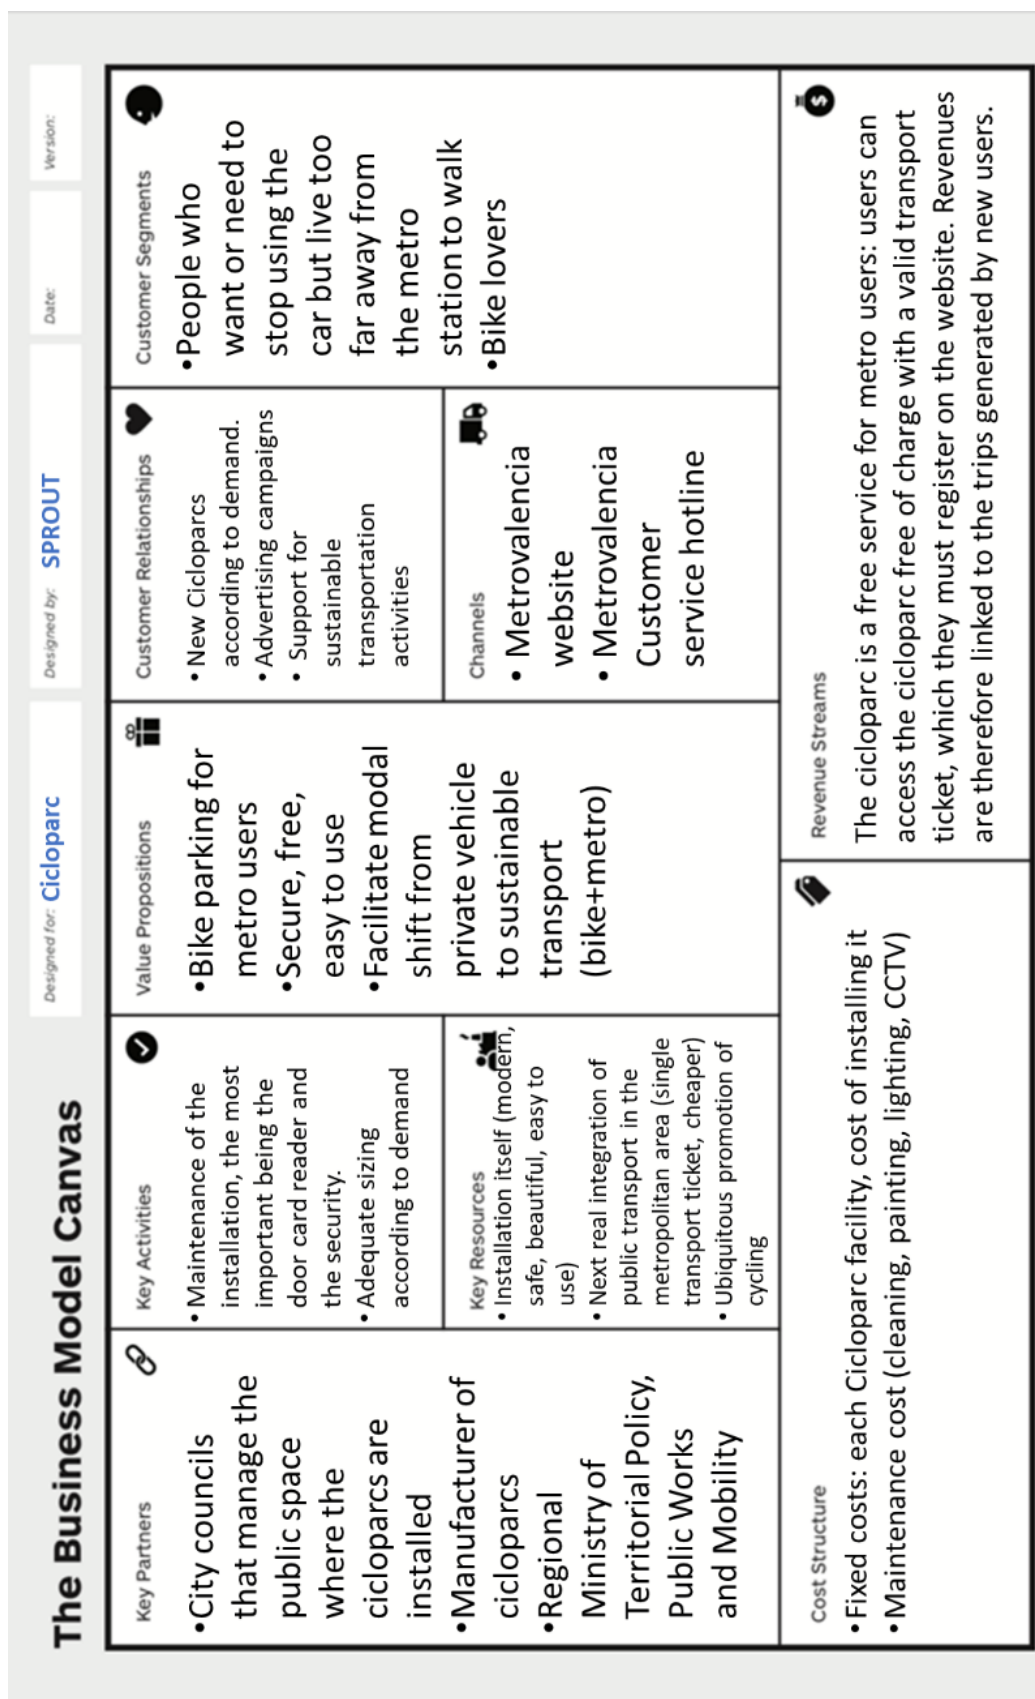 The Business Model Canvas
Designed for: Cicloparc
Designed by: SPROUT
Date:
Version:
Key Partners
•City councils
that manage the
public space
where the
cicloparcs are
installed
•Manufacturer of
cicloparcs
•Regional
Ministry of
Territorial Policy,
Public Works
and Mobility
Key Activities
• Maintenance of the
installation, the most
important being the
door card reader and
the security.
• Adequate sizing
according to demand
Key Resources
• Installation itself (modern,
safe, beautiful, easy to
use)
• Next real integration of
public transport in the
metropolitan area (single
transport ticket, cheaper)
• Ubiquitous promotion of
cycling
Value Propositions
•Bike parking for
metro users
•Secure, free,
easy to use
•Facilitate modal
shift from
private vehicle
to sustainable
transport
(bike+metro)
Customer Relationships
• New Cicloparcs
according to demand.
• Advertising campaigns
• Support for
sustainable
transportation
activities
Channels
• Metrovalencia
website
• Metrovalencia
Customer
service hotline
Customer Segments
•People who
want or need to
stop using the
car but live too
far away from
the metro
station to walk
•Bike lovers
Cost Structure
• Fixed costs: each Cicloparc facility, cost of installing it
• Maintenance cost (cleaning, painting, lighting, CCTV)
Revenue Streams
$
The cicloparc is a free service for metro users: users can
access the cicloparc free of charge with a valid transport
ticket, which they must register on the website. Revenues
are therefore linked to the trips generated by new users.